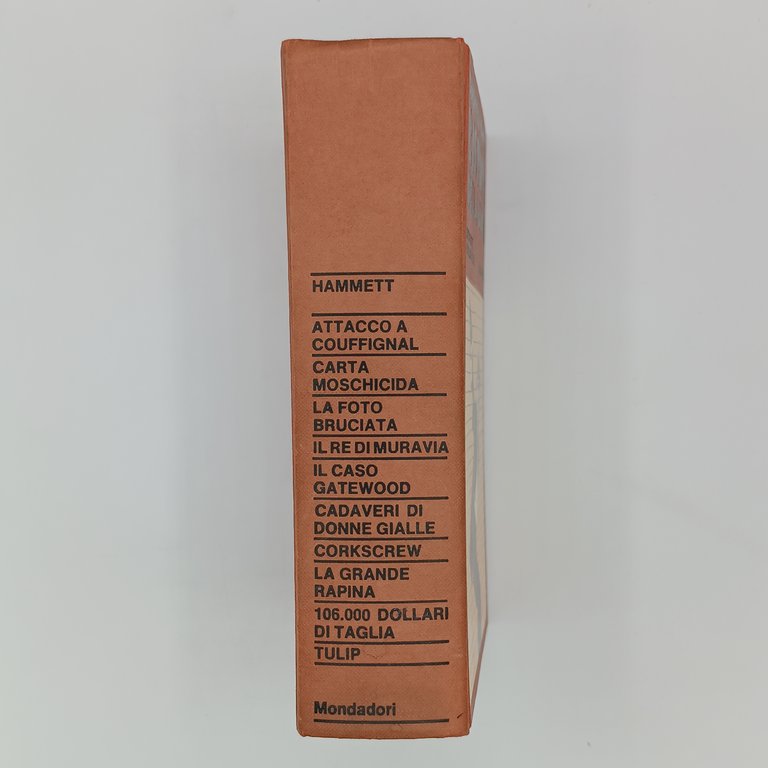 HAMMETT
ATTACCO A
COUFFIGNAL
CARTA
MOSCHICIDA
LA FOTO
BRUCIATA
IL RE DI MURAVIA
IL CASO
GATEWOOD
CADAVERI DI
DONNE GIALLE
CORKSCREW
LA GRANDE
RAPINA
106.000 DOLLARI
DI TAGLIA
TULIP
Mondadori